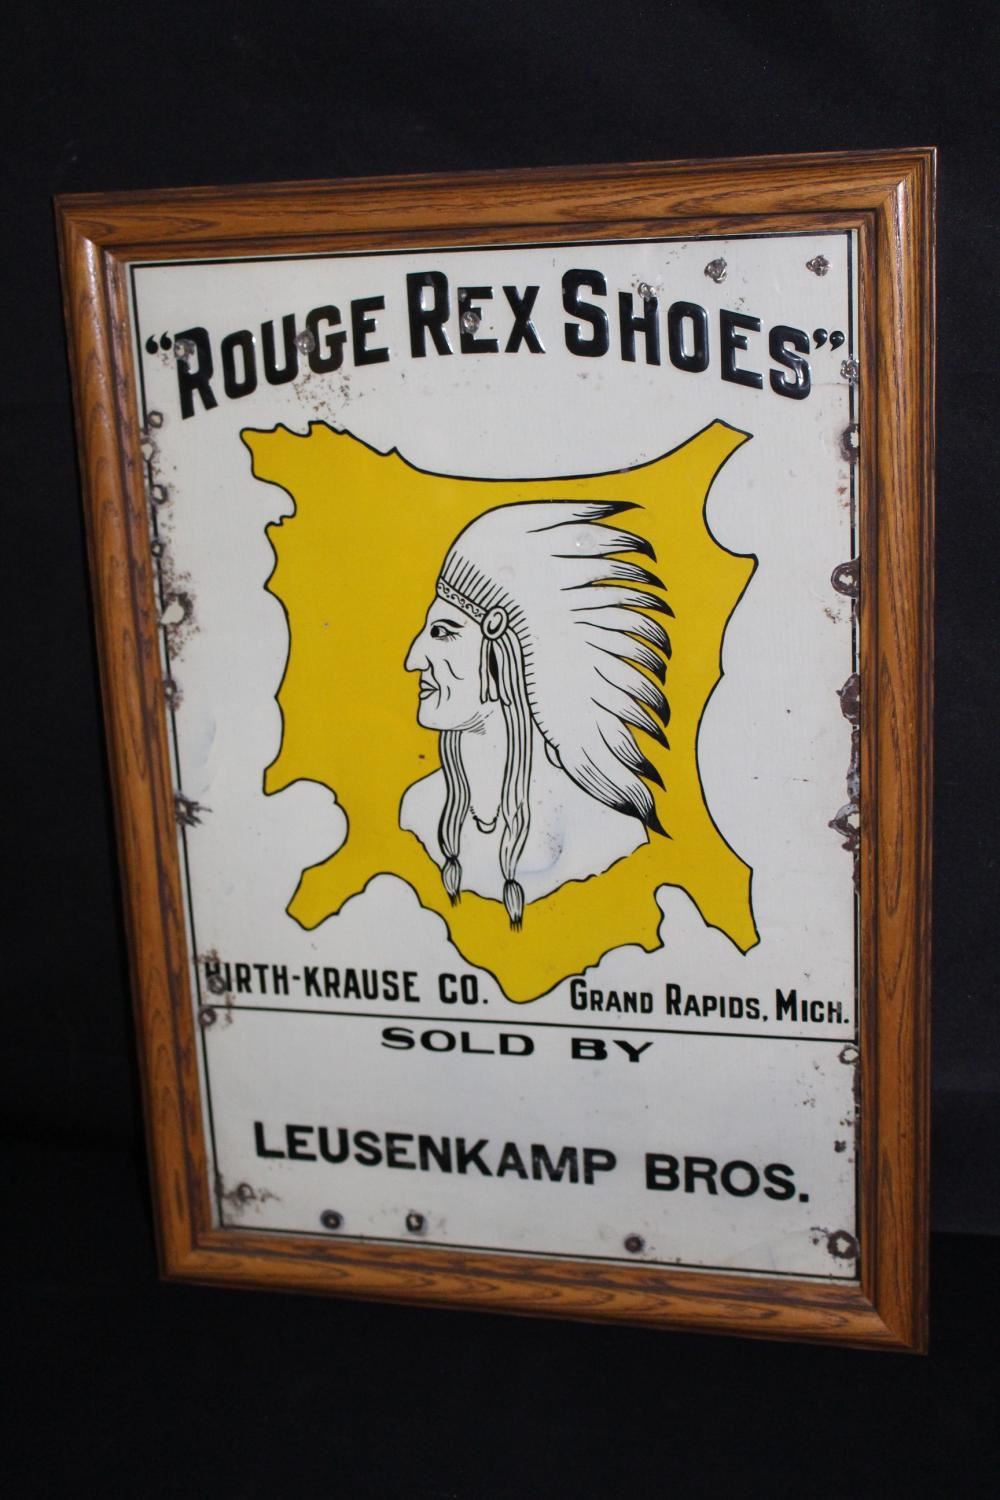 "ROUGE REX SHOES"
HIRTH-KRAUSE CO. GRAND RAPIDS, MICH.
SOLD BY
LEUSENKAMP BROS.